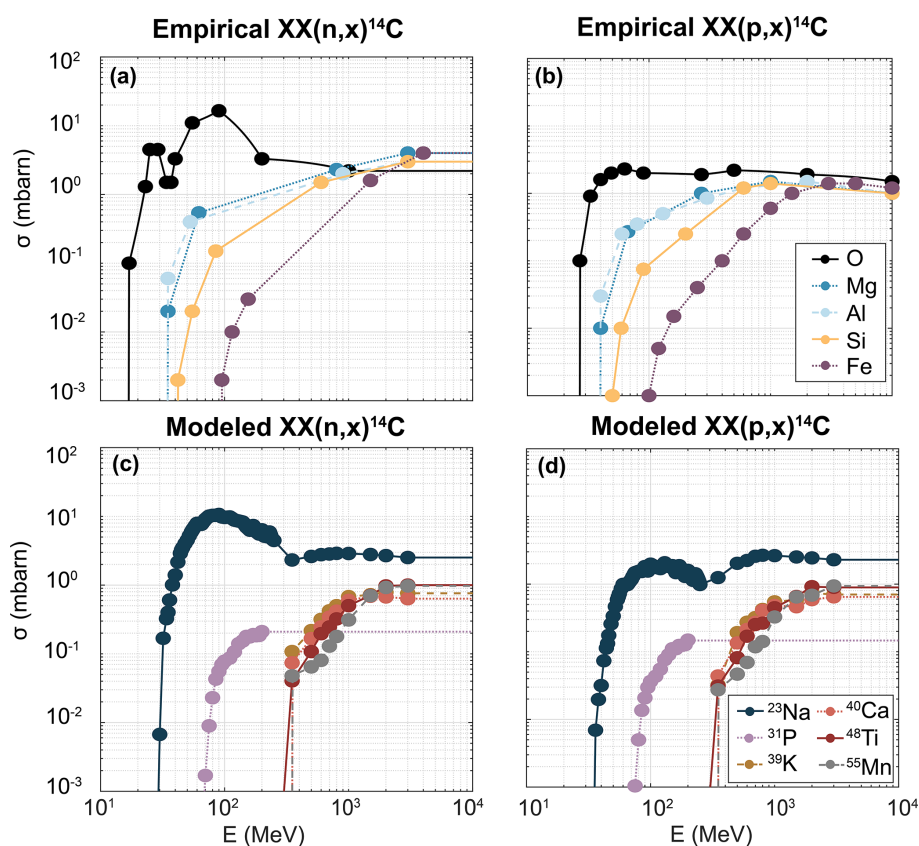 Empirical XX(n,x)¹⁴C
Empirical XX(p,x)¹⁴C
(a)
10²
10¹
10⁰
10⁻¹
10⁻²
10⁻³
σ (mbarn)
(b)
O
Mg
Al
Si
Fe
Modeled XX(n,x)¹⁴C
Modeled XX(p,x)¹⁴C
(c)
10²
10¹
10⁰
10⁻¹
10⁻²
10⁻³
σ (mbarn)
10¹ 10² 10³ 10⁴
E (MeV)
(d)
²³Na ⁴⁰Ca
³¹P ⁴⁸Ti
³⁹K ⁵⁵Mn
10¹ 10² 10³ 10⁴
E (MeV)